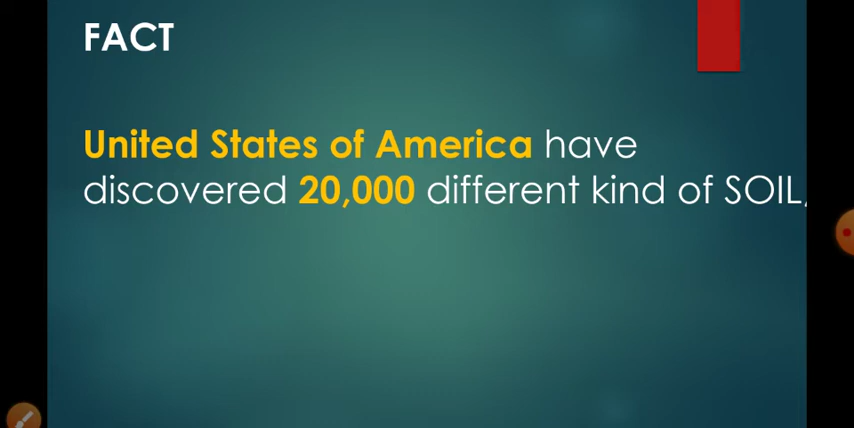 FACT
United States of America have
discovered 20,000 different kind of SOIL,